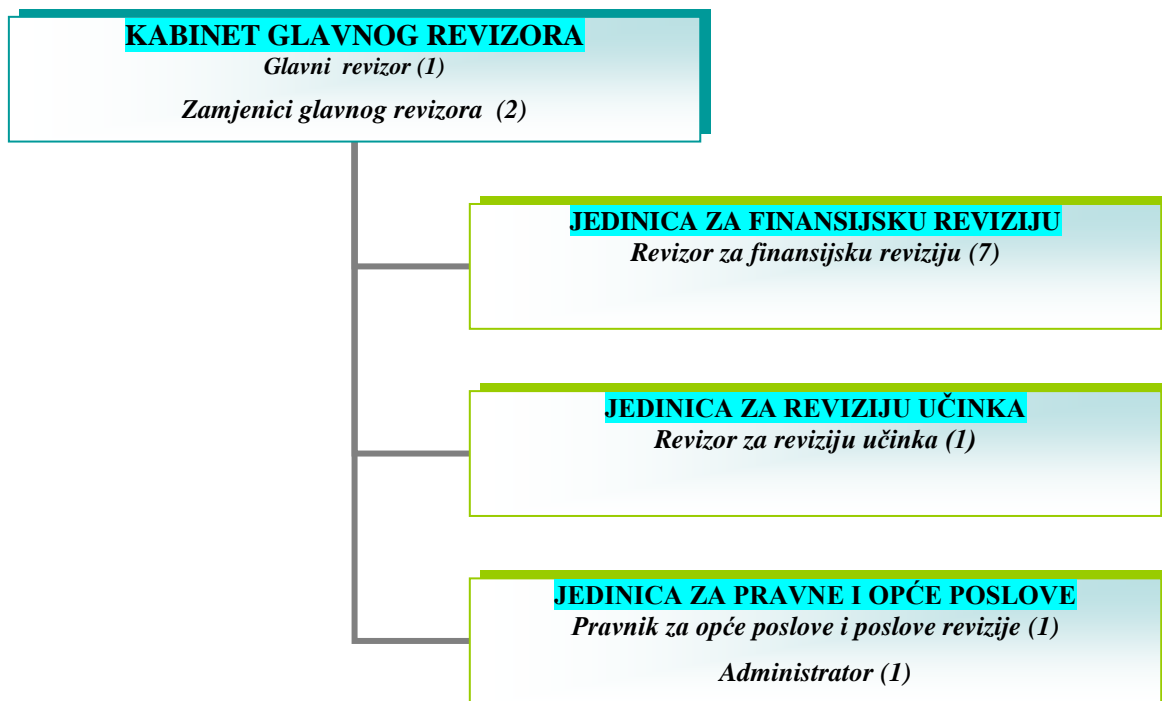 KABINET GLAVNOG REVIZORA
Glavni revizor (1)
Zamjenici glavnog revizora (2)
JEDINICA ZA FINANSIJSKU REVIZIJU
Revizor za finansijsku reviziju (7)
JEDINICA ZA REVIZIJU UČINKA
Revizor za reviziju učinka (1)
JEDINICA ZA PRAVNE I OPĆE POSLOVE
Pravnik za opće poslove i poslove revizije (1)
Administrator (1)